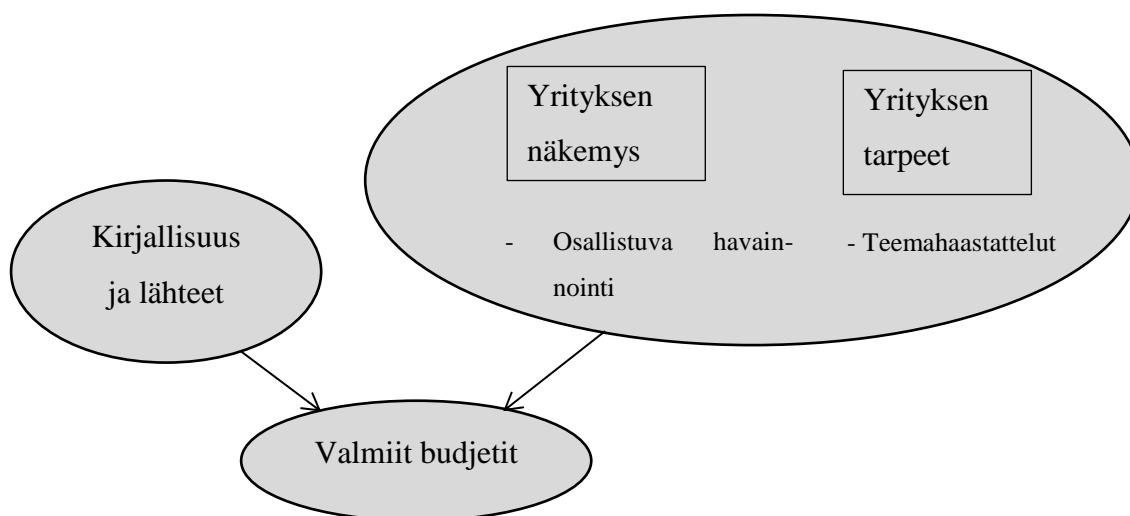 Yrityksen
näkemys
Yrityksen
tarpeet
- Osallistuva havain-
nointi
- Teemahaastattelut
Kirjallisuus
ja lähteet
Valmiit budjetit